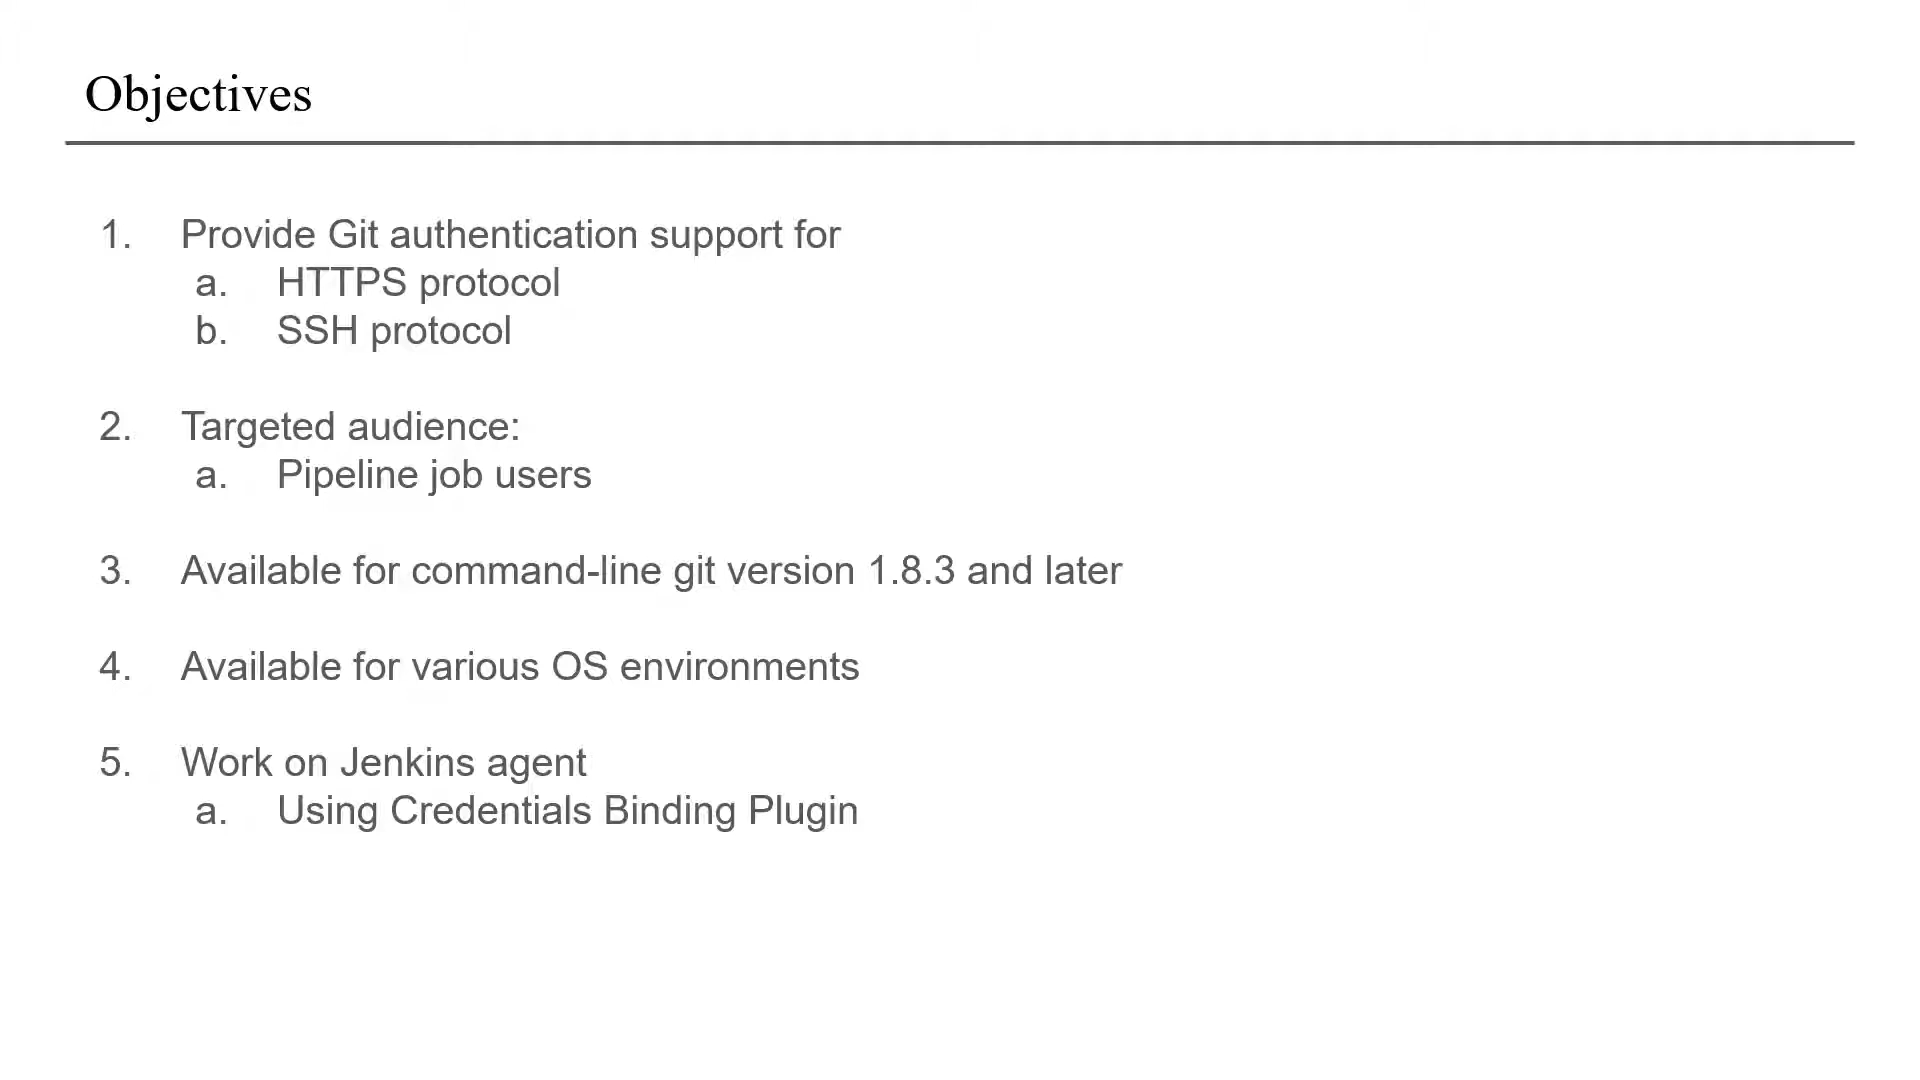 Objectives
1. Provide Git authentication support for
a. HTTPS protocol
b. SSH protocol
2. Targeted audience:
a. Pipeline job users
3. Available for command-line git version 1.8.3 and later
4. Available for various OS environments
5. Work on Jenkins agent
a. Using Credentials Binding Plugin